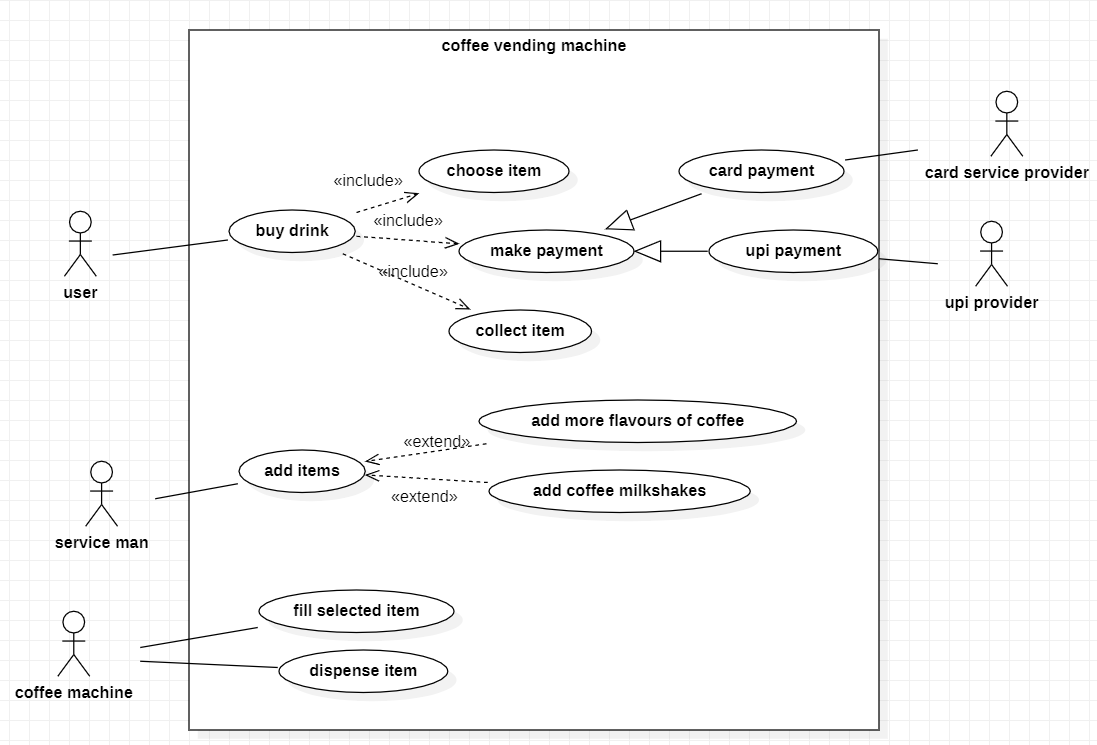 coffee vending machine
card service provider
choose item
card payment
«include»
«include»
buy drink
make payment
upi payment
user
«include»
upi provider
collect item
add more flavours of coffee
«extend»
add items
add coffee milkshakes
«extend»
service man
fill selected item
dispense item
coffee machine